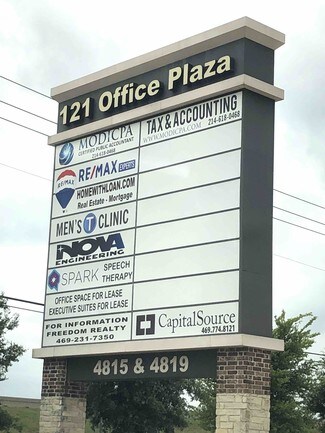 121 Office Plaza
MODICPA
CERTIFIED PUBLIC ACCOUNTANT
214-618-0468
TAX & ACCOUNTING
WWW.MODICPA.COM 214-618-0468
RE/MAX
HOMEWITHLOAN.COM
Real Estate - Mortgage
MEN'S T CLINIC
NOVA
ENGINEERING
SPARK SPEECH
THERAPY
OFFICE SPACE FOR LEASE
EXECUTIVE SUITES FOR LEASE
FOR INFORMATION
FREEDOM REALTY
469-231-7350
CapitalSource
469.774.8121
4815 & 4819